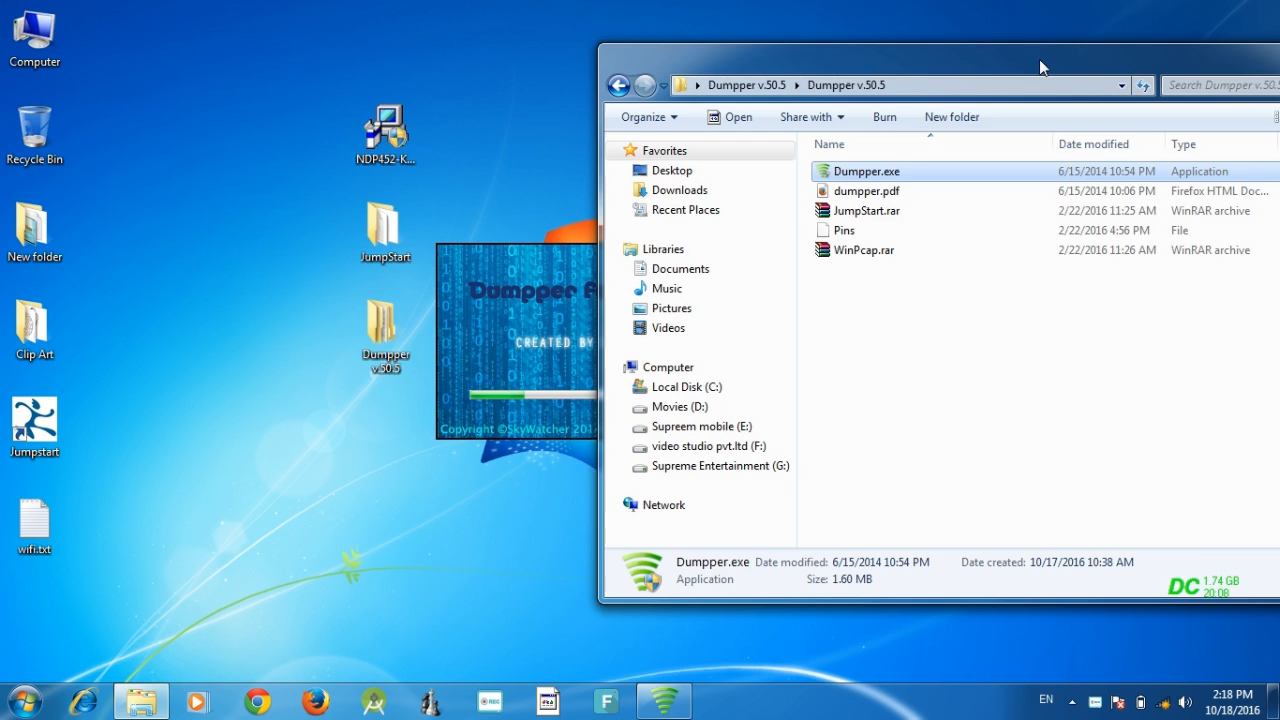 Computer
Recycle Bin
New folder
Clip Art
Jumpstart
wifi.txt
NDP452-K...
JumpStart
Dumpper
v.50.5
Dumpper
CREATED BY
Copyright ©SkyWatcher 201
Dumpper v.50.5 Dumpper v.50.5
Search Dumpper v.50.5
Organize Open Share with Burn New folder
Name Date modified Type
Favorites
Desktop
Downloads
Recent Places
Libraries
Documents
Music
Pictures
Videos
Computer
Local Disk (C:)
Movies (D:)
Supreem mobile (E:)
video studio pvt.ltd (F:)
Supreme Entertainment (G:)
Network
Dumpper.exe 6/15/2014 10:54 PM Application
dumpper.pdf 6/15/2014 10:06 PM Firefox HTML Doc...
JumpStart.rar 2/22/2016 11:25 AM WinRAR archive
Pins 2/22/2016 4:56 PM File
WinPcap.rar 2/22/2016 11:26 AM WinRAR archive
Dumpper.exe Date modified: 6/15/2014 10:54 PM Date created: 10/17/2016 10:38 AM
Application Size: 1.60 MB
DC 1.74 GB
20:08
REC
F
EN
2:18 PM
10/18/2016